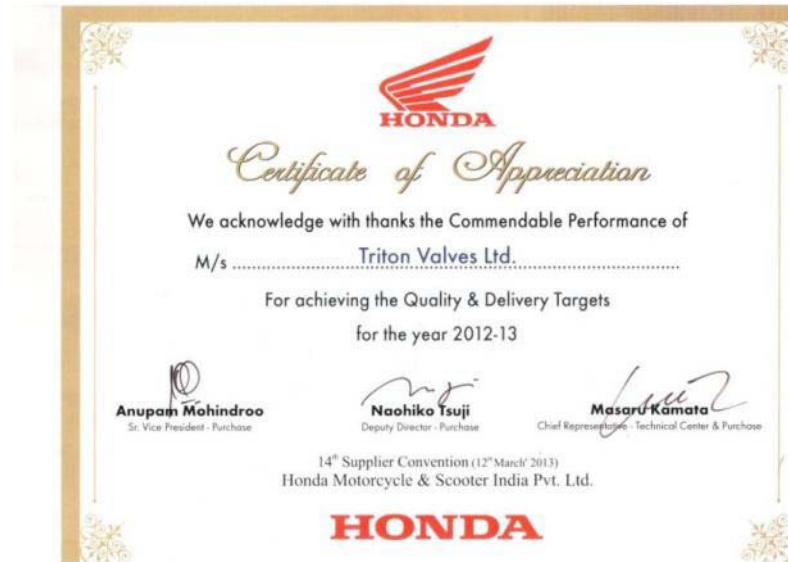 HONDA
Certificate of Appreciation
We acknowledge with thanks the Commendable Performance of
M/s ........ Triton Valves Ltd. ........
For achieving the Quality & Delivery Targets
for the year 2012-13
Anupam Mohindroo Naohiko Tsuji Masaru Kamata
Sr. Vice President - Purchase Deputy Director - Purchase Chief Representative - Technical Center & Purchase
14th Supplier Convention (12th March' 2013)
Honda Motorcycle & Scooter India Pvt. Ltd.
HONDA